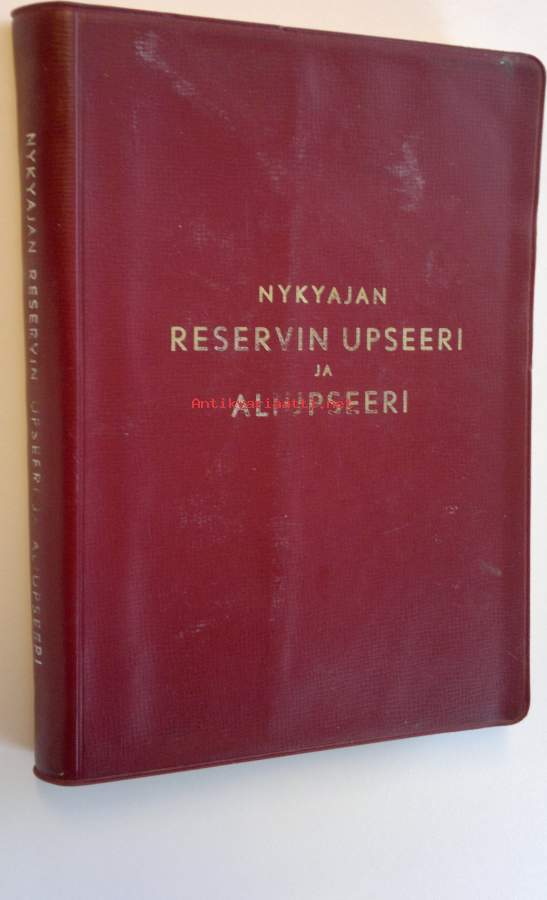 NYKYAJAN
RESERVIN UPSEERI
JA
ALIUPSEERI
Antikvariaatti.net
NYKYAJAN RESERVIN UPSEERI JA ALIUPSEERI